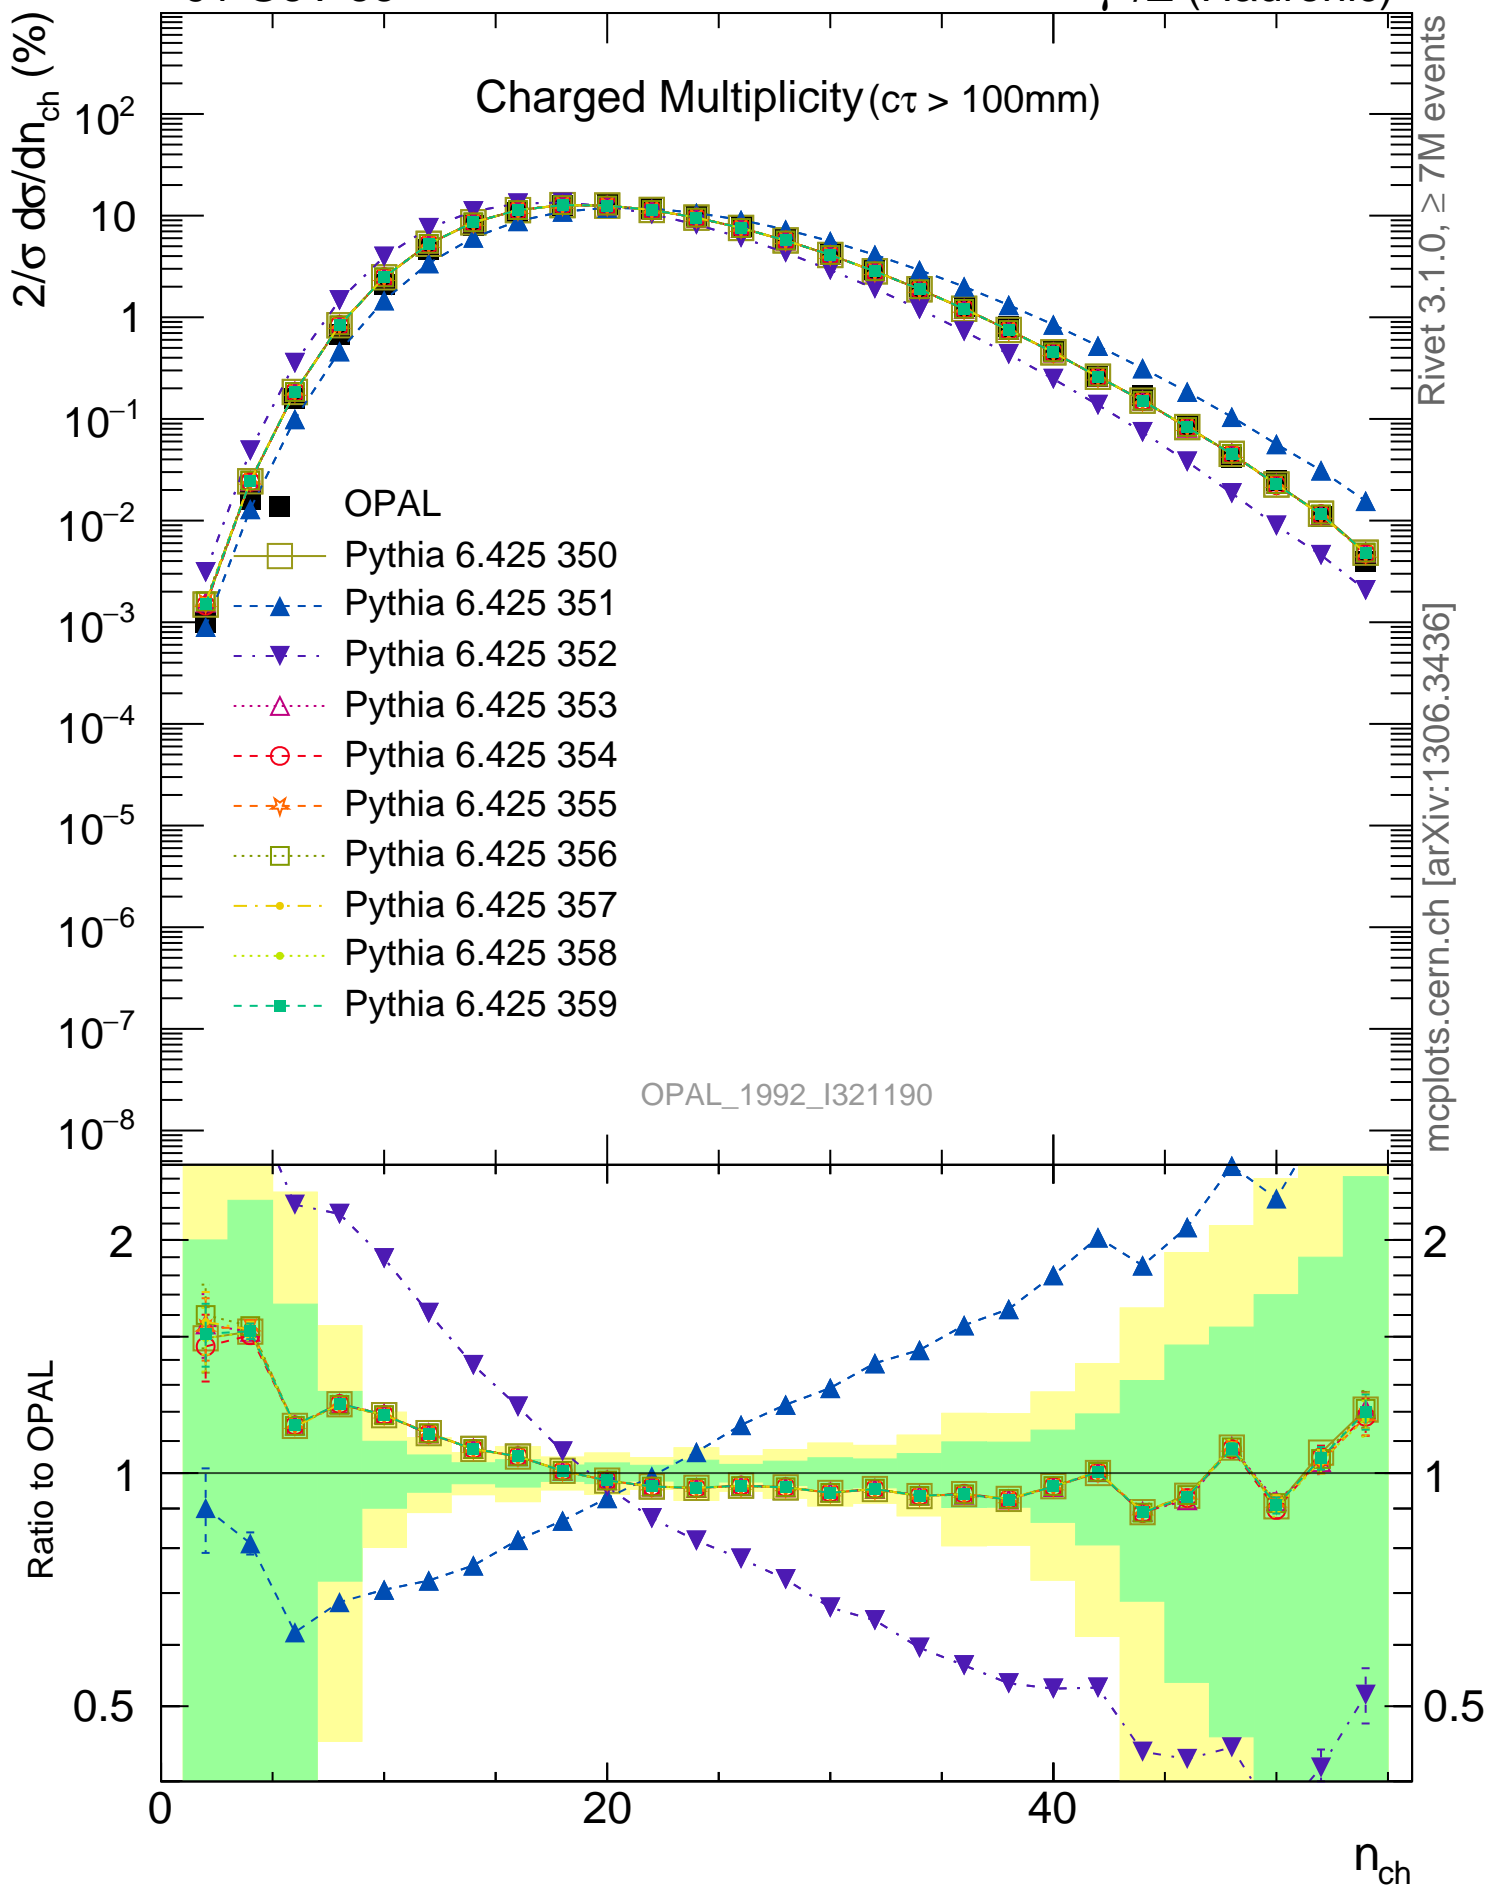 2/σ dσ/dn_ch (%)
Charged Multiplicity (cτ > 100mm)
10²
10
1
10⁻¹
10⁻²
10⁻³
10⁻⁴
10⁻⁵
10⁻⁶
10⁻⁷
10⁻⁸
OPAL
Pythia 6.425 350
Pythia 6.425 351
Pythia 6.425 352
Pythia 6.425 353
Pythia 6.425 354
Pythia 6.425 355
Pythia 6.425 356
Pythia 6.425 357
Pythia 6.425 358
Pythia 6.425 359
OPAL_1992_I321190
Rivet 3.1.0, ≥ 7M events
mcplots.cern.ch [arXiv:1306.3436]
Ratio to OPAL
2
1
0.5
2
1
0.5
0
20
40
n_ch